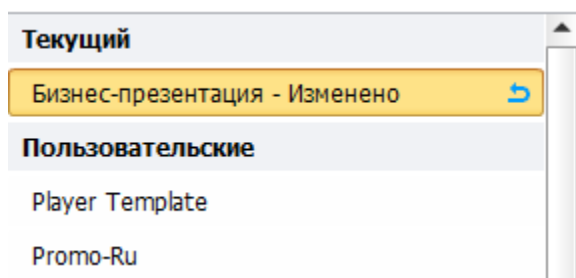 Текущий
Бизнес-презентация - Изменено
Пользовательские
Player Template
Promo-Ru